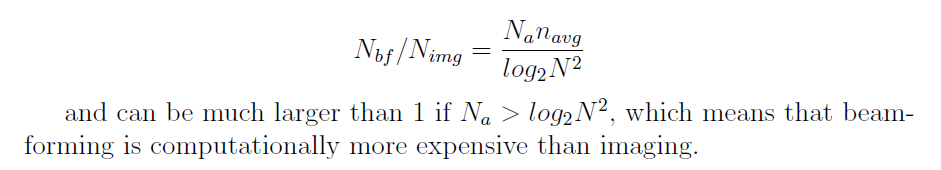 N_{bf}/N_{img} = \frac{N_a n_{avg}}{log_2 N^2}
and can be much larger than 1 if N_a > log_2 N^2, which means that beam-
forming is computationally more expensive than imaging.